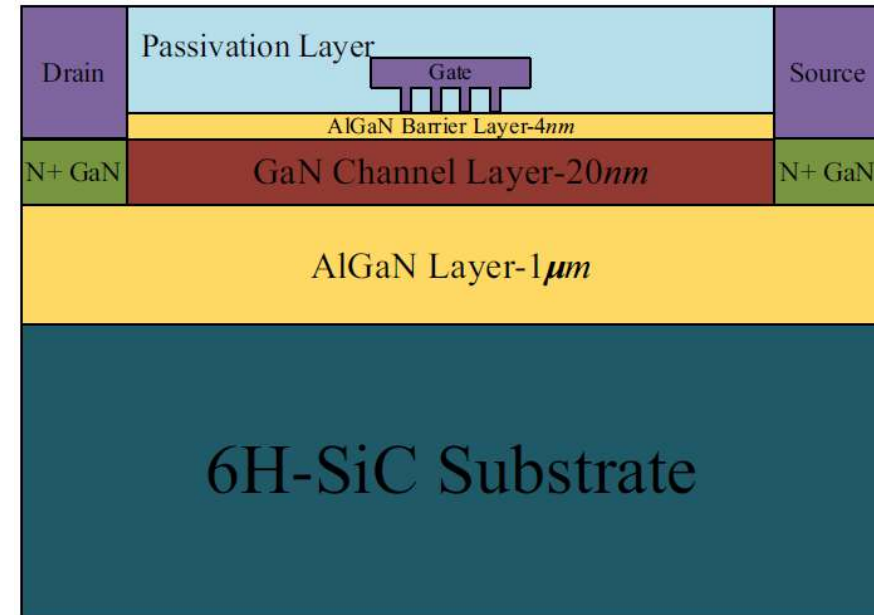 Passivation Layer
Drain
Gate
Source
AlGaN Barrier Layer-4nm
N+ GaN
GaN Channel Layer-20nm
N+ GaN
AlGaN Layer-1μm
6H-SiC Substrate